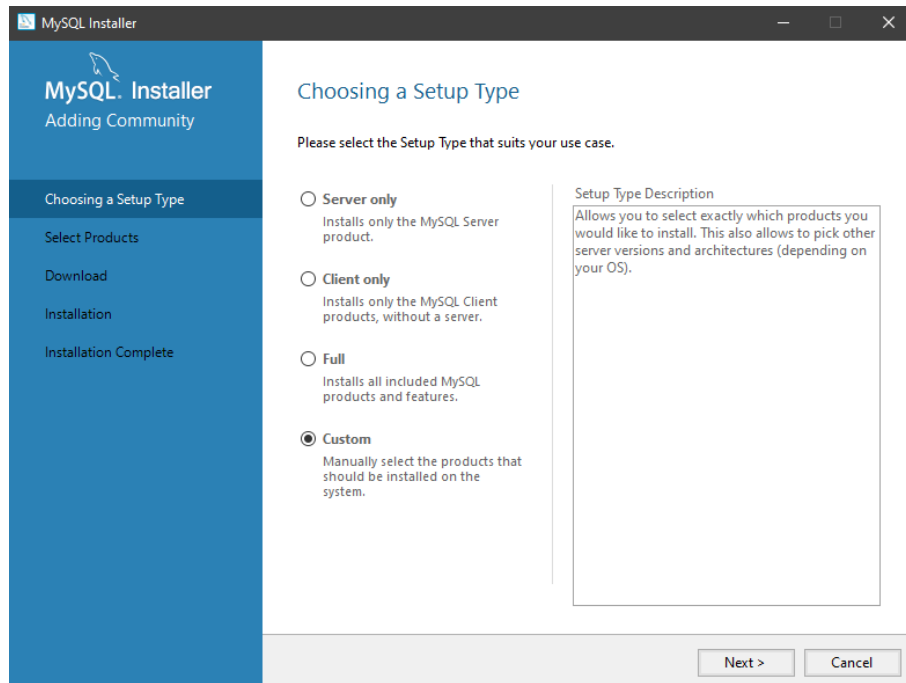 MySQL Installer
MySQL. Installer
Adding Community
Choosing a Setup Type
Select Products
Download
Installation
Installation Complete
Choosing a Setup Type
Please select the Setup Type that suits your use case.
Server only
Installs only the MySQL Server
product.
Client only
Installs only the MySQL Client
products, without a server.
Full
Installs all included MySQL
products and features.
Custom
Manually select the products that
should be installed on the
system.
Setup Type Description
Allows you to select exactly which products you
would like to install. This also allows to pick other
server versions and architectures (depending on
your OS).
Next >
Cancel